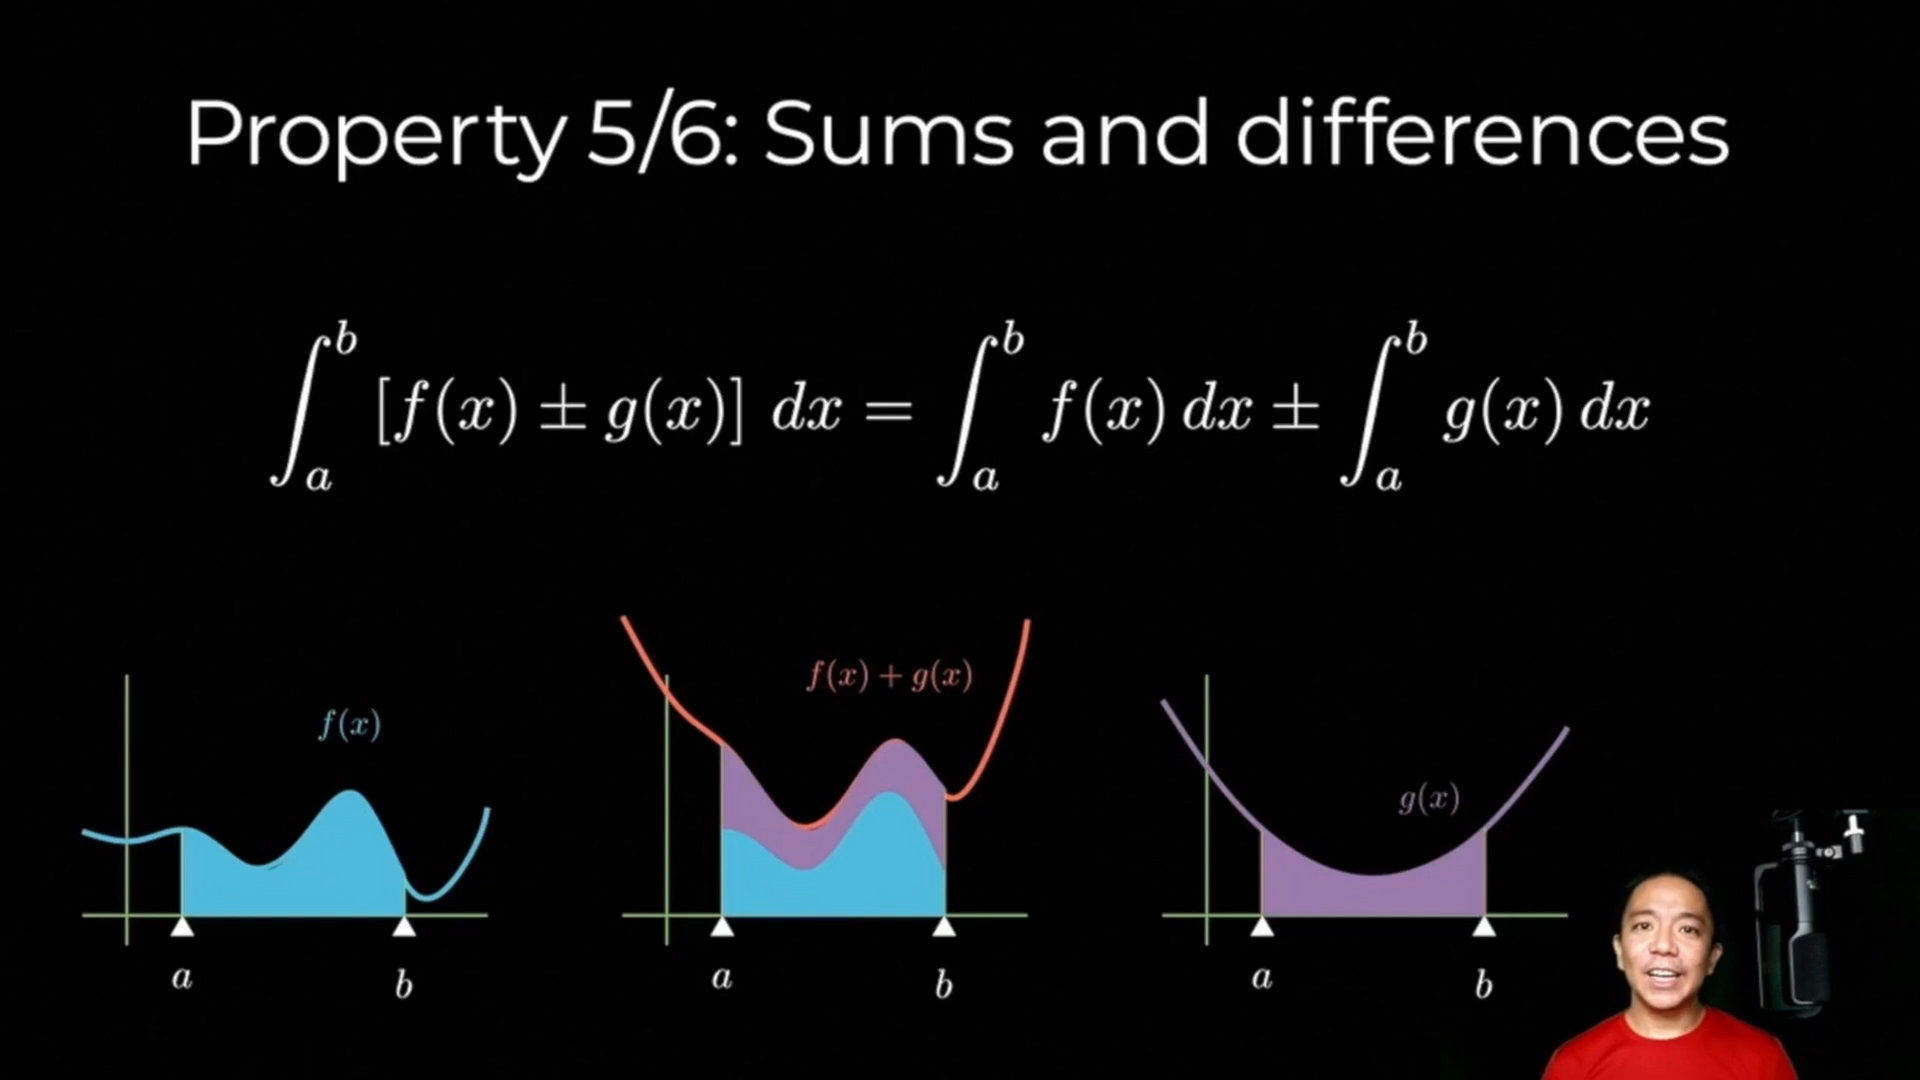 Property 5/6: Sums and differences
∫_a^b [f(x) ± g(x)] dx = ∫_a^b f(x) dx ± ∫_a^b g(x) dx
f(x)
a
b
f(x) + g(x)
a
b
g(x)
a
b